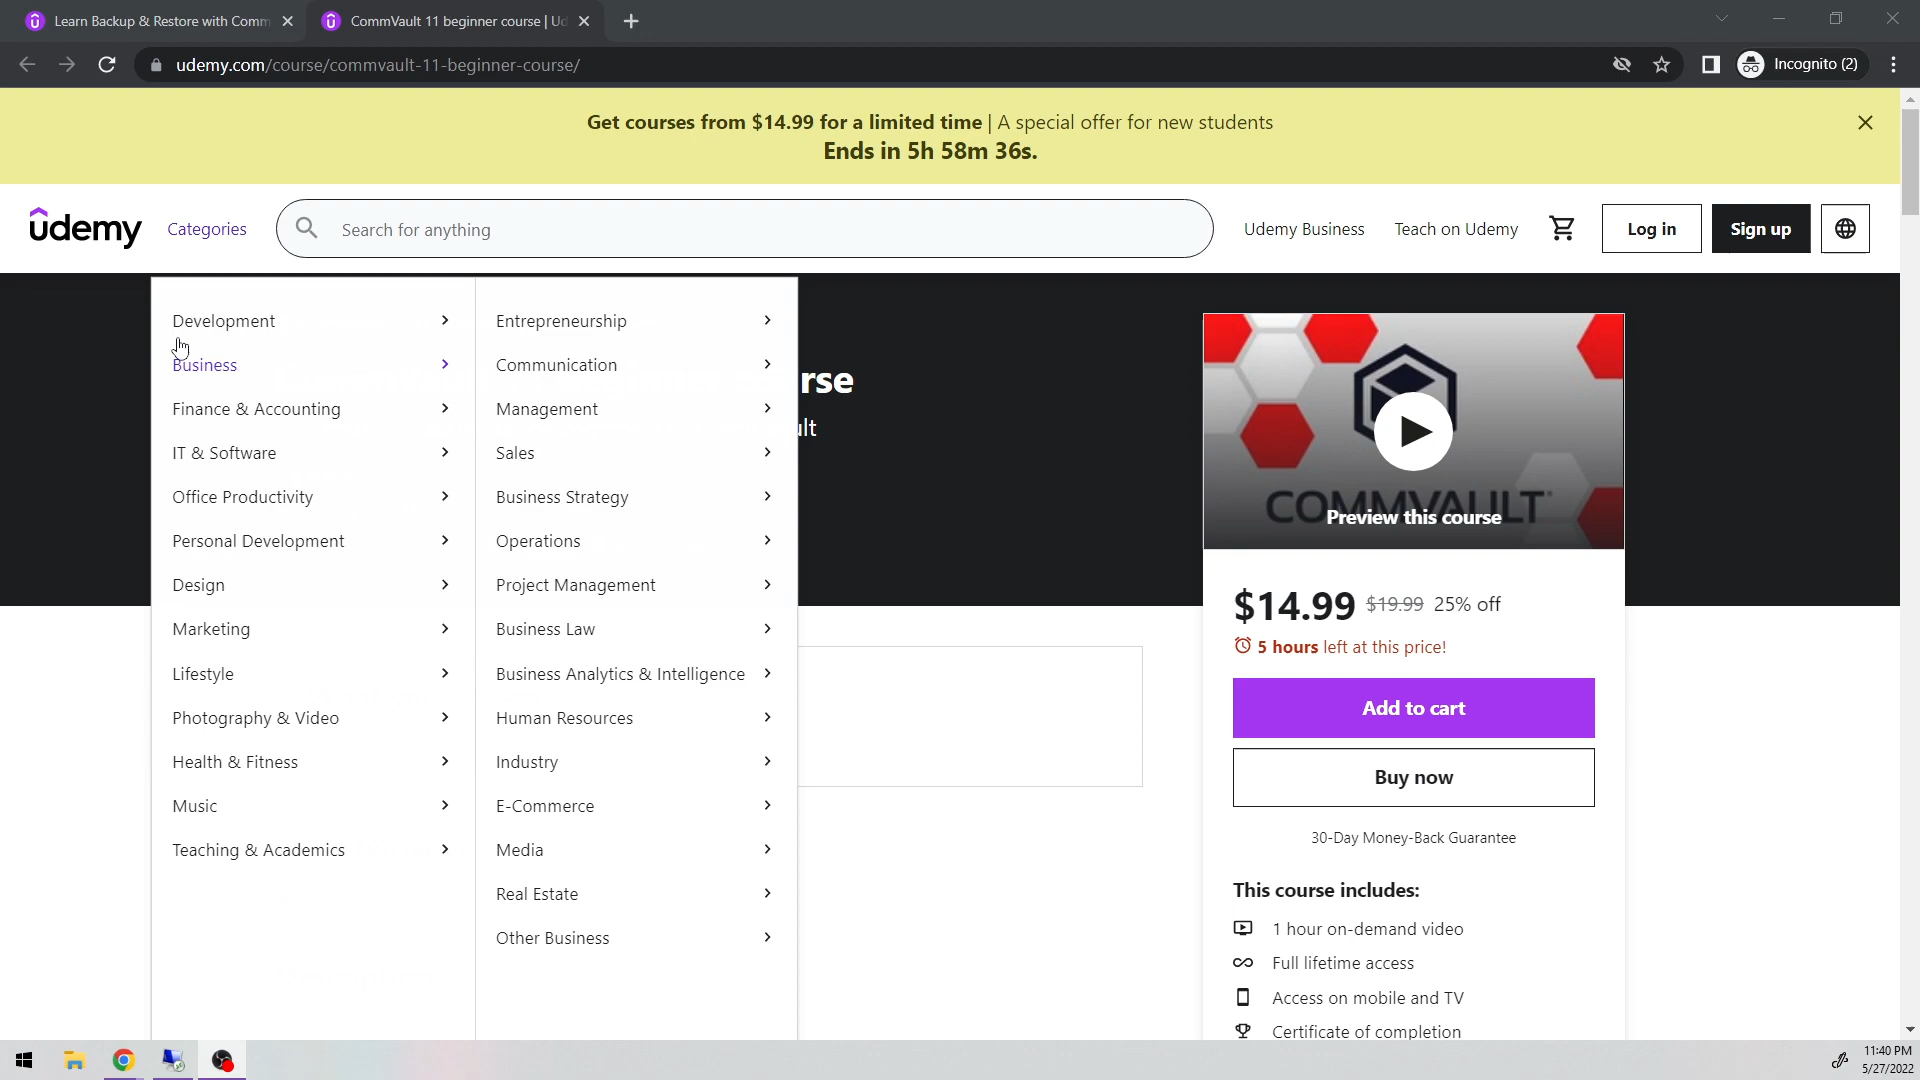 Learn Backup & Restore with Comm
CommVault 11 beginner course | Ud
udemy.com/course/commvault-11-beginner-course/
Incognito (2)
Get courses from $14.99 for a limited time | A special offer for new students
Ends in 5h 58m 36s.
udemy
Categories
Search for anything
Udemy Business
Teach on Udemy
Log in
Sign up
Development
Business
Finance & Accounting
IT & Software
Office Productivity
Personal Development
Design
Marketing
Lifestyle
Photography & Video
Health & Fitness
Music
Teaching & Academics
Entrepreneurship
Communication
Management
Sales
Business Strategy
Operations
Project Management
Business Law
Business Analytics & Intelligence
Human Resources
Industry
E-Commerce
Media
Real Estate
Other Business
rse
ult
COMMVAULT
Preview this course
$14.99 $19.99 25% off
5 hours left at this price!
Add to cart
Buy now
30-Day Money-Back Guarantee
This course includes:
1 hour on-demand video
Full lifetime access
Access on mobile and TV
Certificate of completion
11:40 PM
5/27/2022